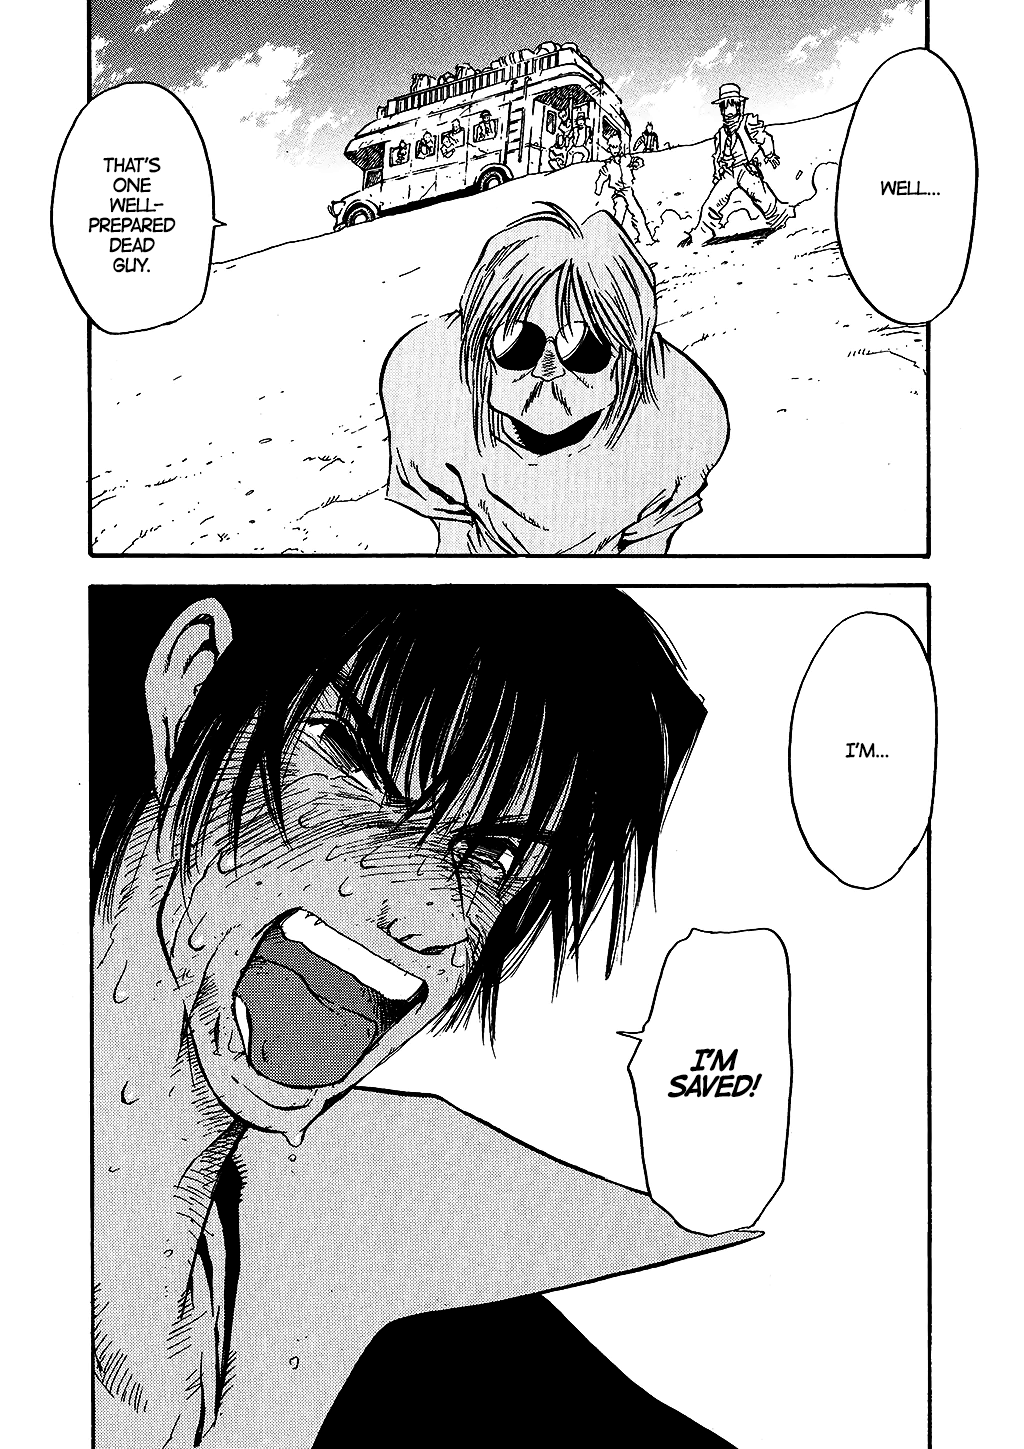 WELL...
THAT'S
ONE
WELL-
PREPARED
DEAD
GUY.
I'M...
I'M
SAVED!